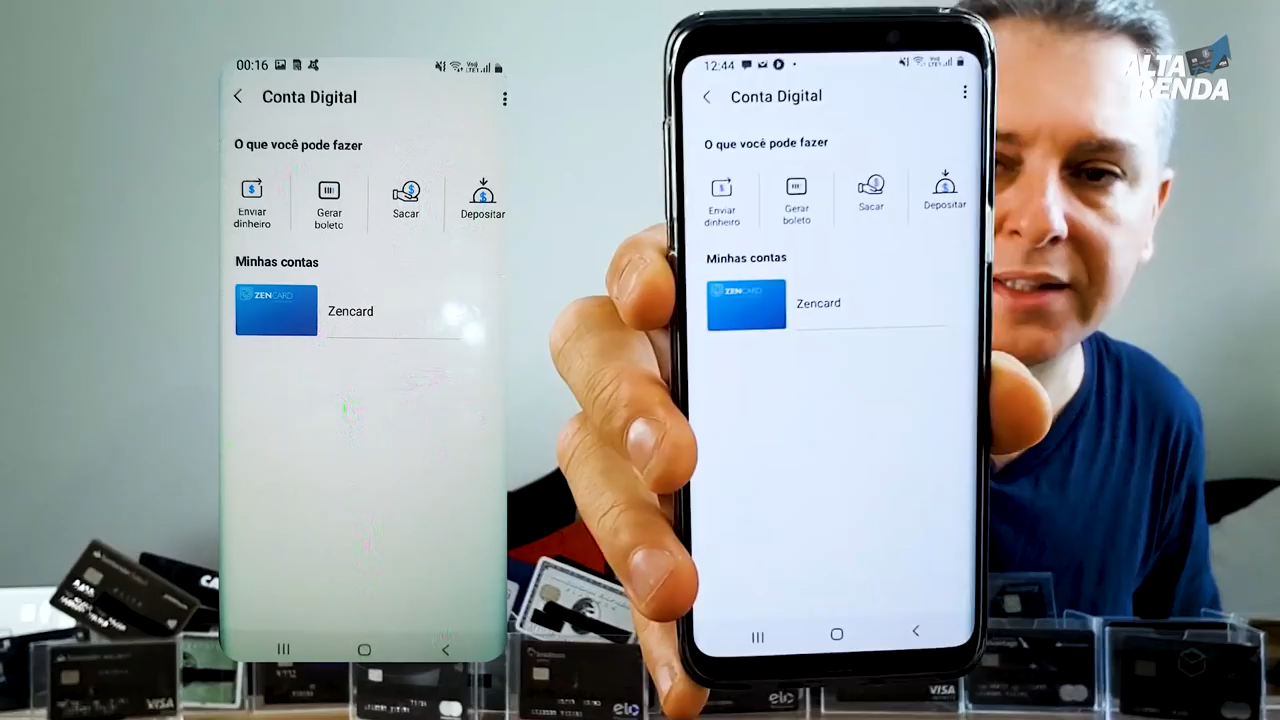 00:16
Conta Digital
O que você pode fazer
Enviar
dinheiro
Gerar
boleto
Sacar
Depositar
Minhas contas
ZENCARD
Zencard
12:44
Conta Digital
O que você pode fazer
Enviar
dinheiro
Gerar
boleto
Sacar
Depositar
Minhas contas
ZENCARD
Zencard
ALTA
RENDA
VISA
elo
elo
VISA